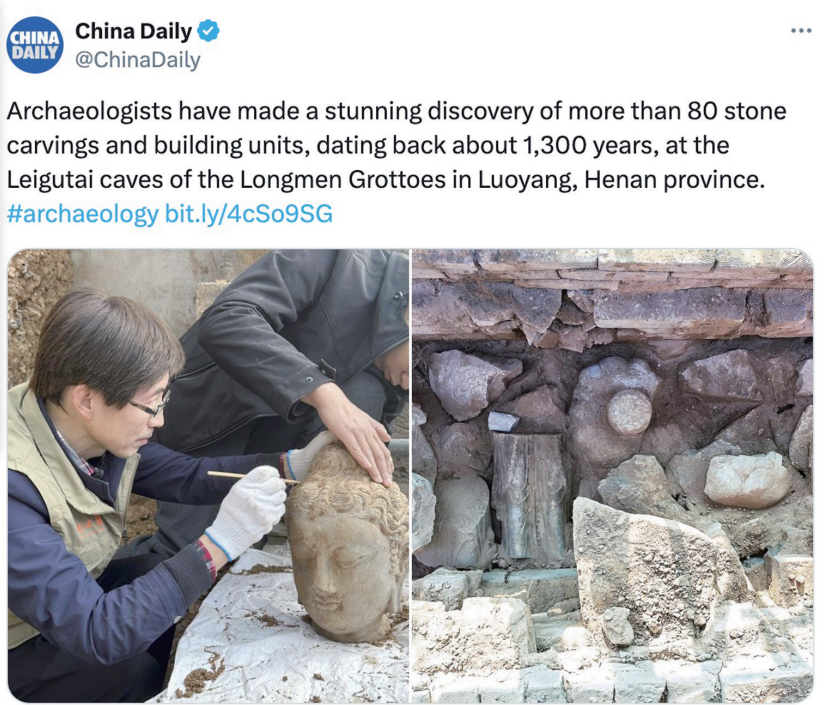 CHINA
DAILY
China Daily
@ChinaDaily
Archaeologists have made a stunning discovery of more than 80 stone
carvings and building units, dating back about 1,300 years, at the
Leigutai caves of the Longmen Grottoes in Luoyang, Henan province.
#archaeology bit.ly/4cSo9SG